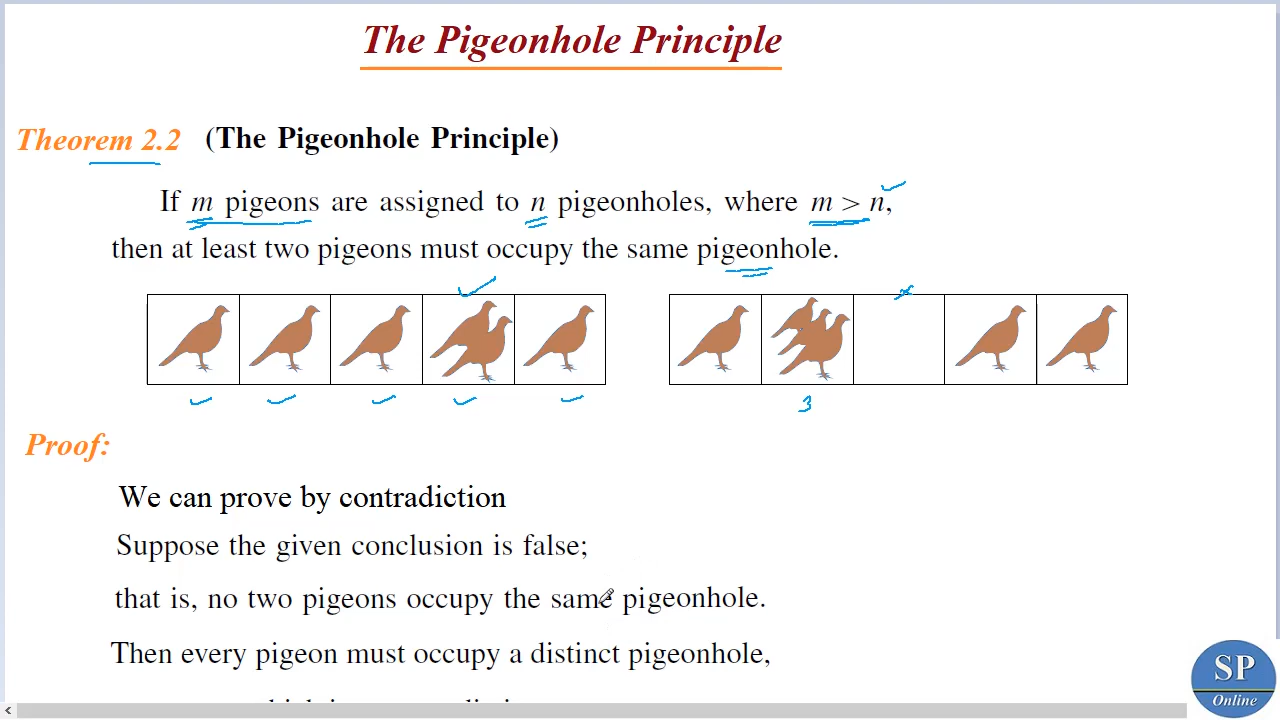 The Pigeonhole Principle
Theorem 2.2 (The Pigeonhole Principle)
If m pigeons are assigned to n pigeonholes, where m > n,
then at least two pigeons must occupy the same pigeonhole.
3
Proof:
We can prove by contradiction
Suppose the given conclusion is false;
that is, no two pigeons occupy the same pigeonhole.
Then every pigeon must occupy a distinct pigeonhole,
SP
Online